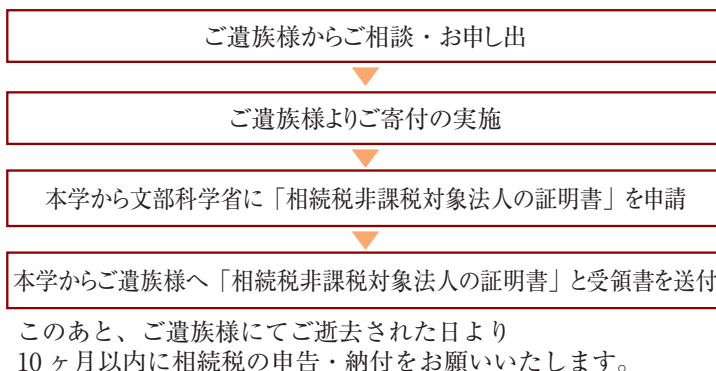 ご遺族様からご相談・お申し出
ご遺族様よりご寄付の実施
本学から文部科学省に「相続税非課税対象法人の証明書」を申請
本学からご遺族様へ「相続税非課税対象法人の証明書」と受領書を送付
このあと、ご遺族様にてご逝去された日より
10 ヶ月以内に相続税の申告・納付をお願いいたします。